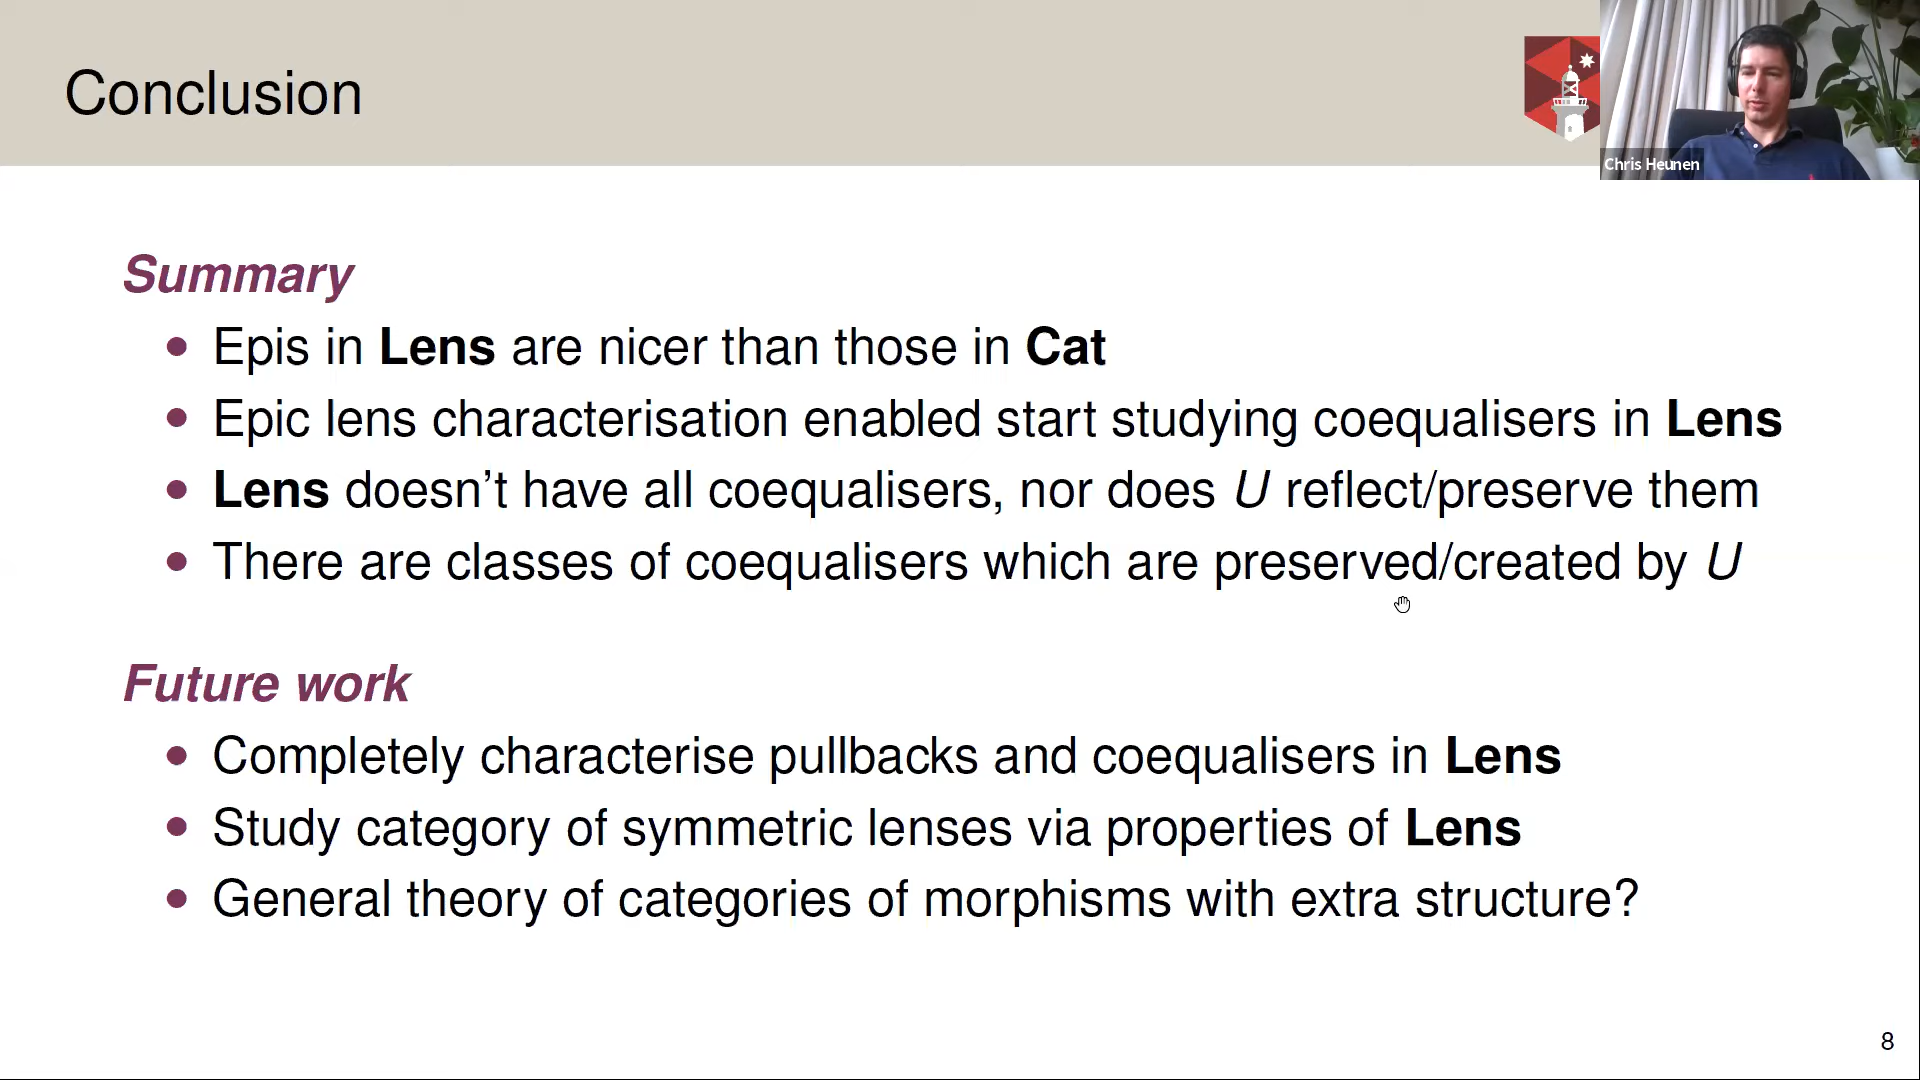 Conclusion
Chris Heunen
Summary
• Epis in Lens are nicer than those in Cat
• Epic lens characterisation enabled start studying coequalisers in Lens
• Lens doesn’t have all coequalisers, nor does U reflect/preserve them
• There are classes of coequalisers which are preserved/created by U
Future work
• Completely characterise pullbacks and coequalisers in Lens
• Study category of symmetric lenses via properties of Lens
• General theory of categories of morphisms with extra structure?
8